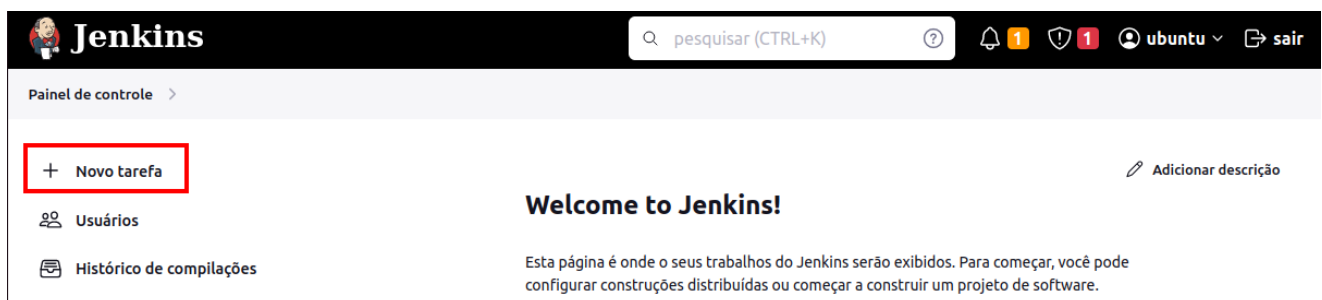 Jenkins
pesquisar (CTRL+K) ? 1 1 ubuntu sair
Painel de controle >
+ Novo tarefa
Adicionar descrição
Welcome to Jenkins!
Usuários
Histórico de compilações
Esta página é onde o seus trabalhos do Jenkins serão exibidos. Para começar, você pode
configurar construções distribuídas ou começar a construir um projeto de software.